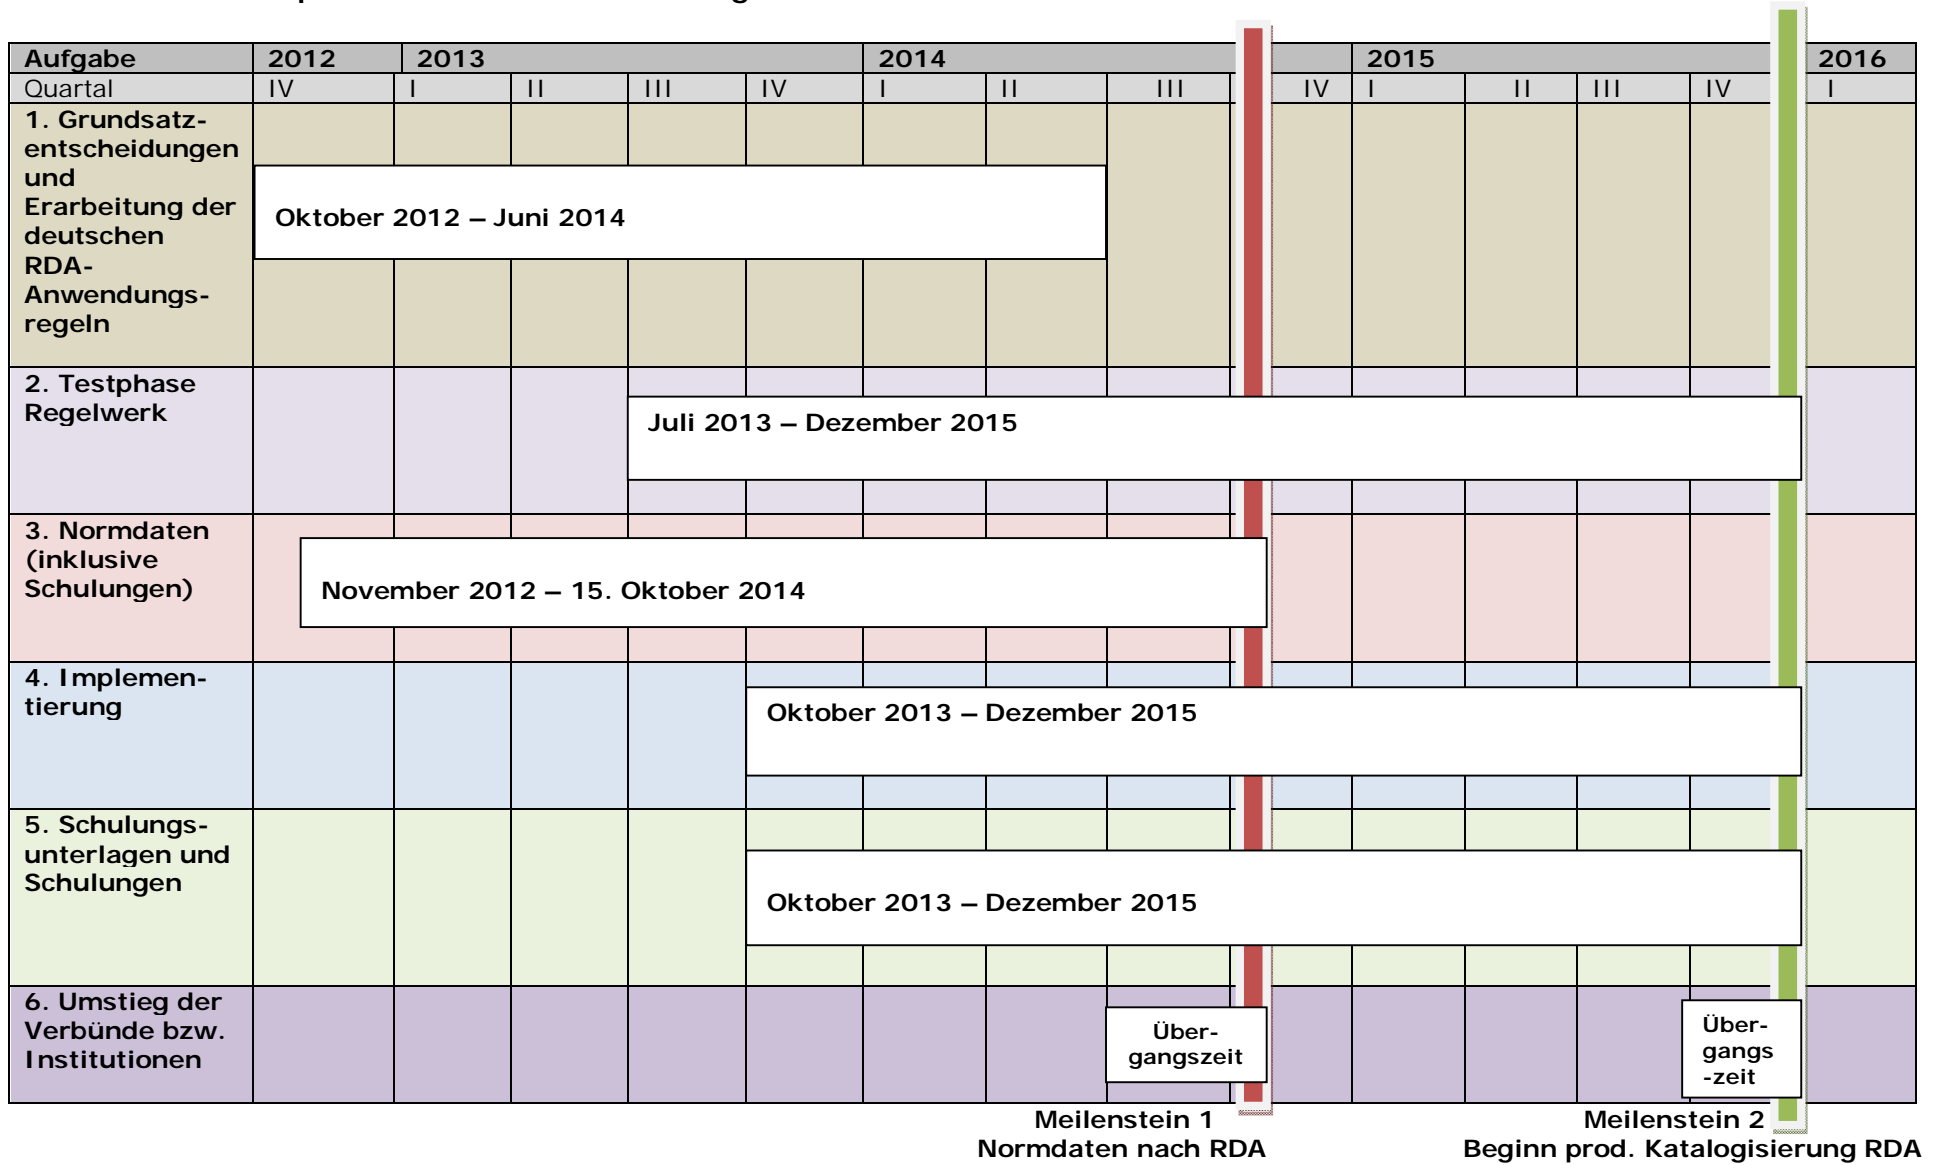 Aufgabe 2012 2013 2014 2015 2016
Quartal IV I II III IV I II III IV I II III IV I
1. Grundsatz-
entscheidungen
und
Erarbeitung der
deutschen
RDA-
Anwendungs-
regeln
Oktober 2012 – Juni 2014
2. Testphase
Regelwerk
Juli 2013 – Dezember 2015
3. Normdaten
(inklusive
Schulungen)
November 2012 – 15. Oktober 2014
4. Implemen-
tierung
Oktober 2013 – Dezember 2015
5. Schulungs-
unterlagen und
Schulungen
Oktober 2013 – Dezember 2015
6. Umstieg der
Verbünde bzw.
Institutionen
Über-
gangszeit
Über-
gangs
-zeit
Meilenstein 1
Normdaten nach RDA
Meilenstein 2
Beginn prod. Katalogisierung RDA